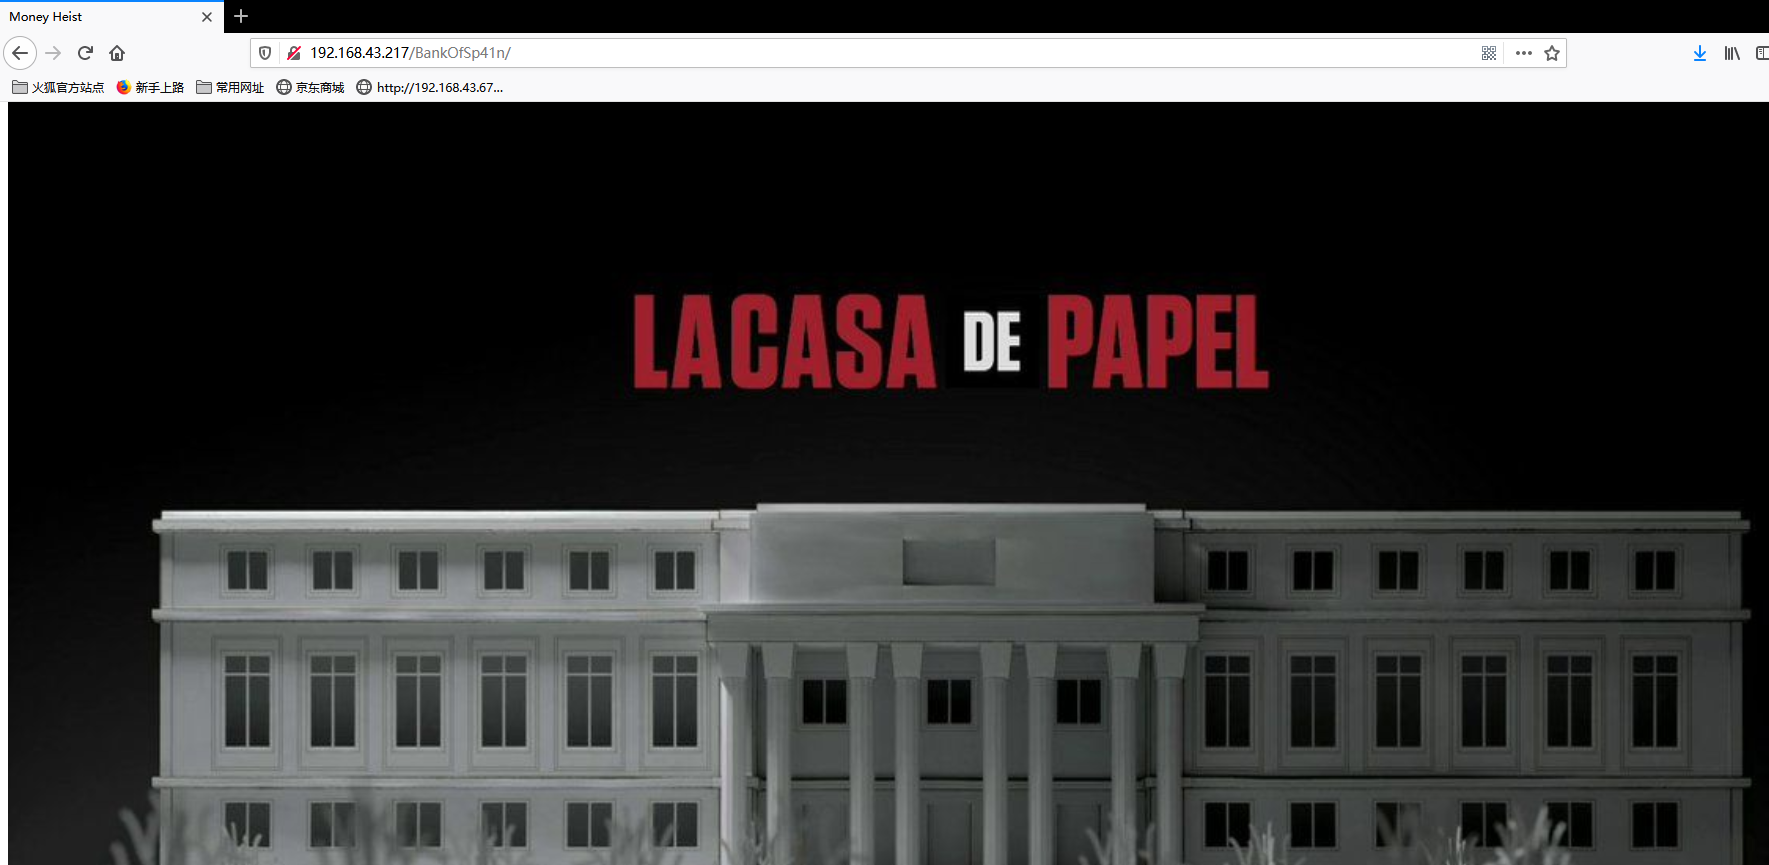 Money Heist
192.168.43.217/BankOfSp41n/
火狐官方站点 新手上路 常用网址 京东商城 http://192.168.43.67...
LA CASA DE PAPEL